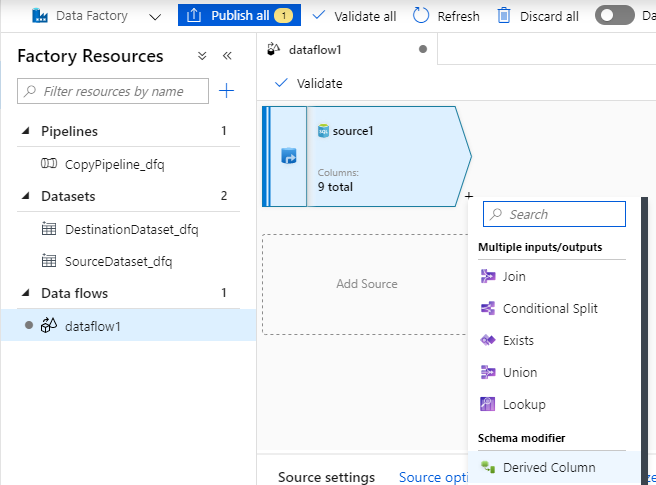 Data Factory
Publish all 1
Validate all
Refresh
Discard all
Da
Factory Resources
Filter resources by name
Pipelines 1
CopyPipeline_dfq
Datasets 2
DestinationDataset_dfq
SourceDataset_dfq
Data flows 1
dataflow1
dataflow1
Validate
SQL
source1
Columns:
9 total
+
Add Source
Search
Multiple inputs/outputs
Join
Conditional Split
Exists
Union
Lookup
Schema modifier
Derived Column
Source settings
Source opti
ze